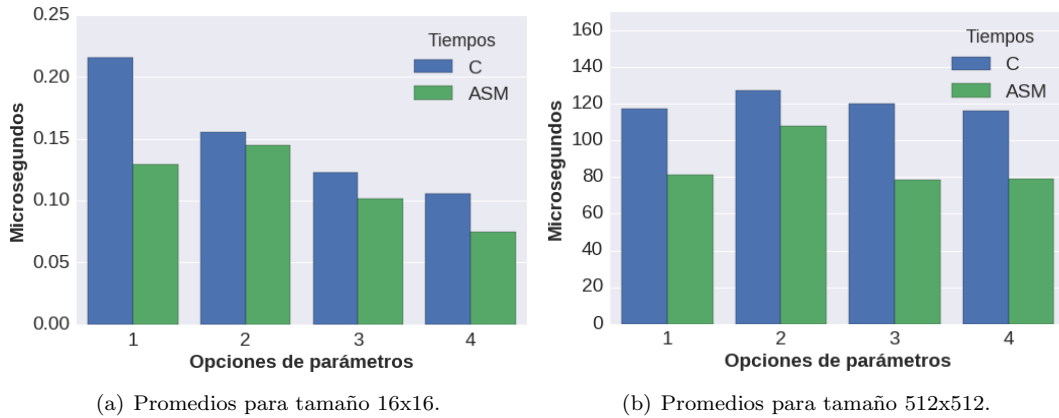 0.25
0.20
0.15
0.10
0.05
0.00
Microsegundos
Tiempos
C
ASM
1 2 3 4
Opciones de parámetros
(a) Promedios para tamaño 16x16.
160
140
120
100
80
60
40
20
0
Microsegundos
Tiempos
C
ASM
1 2 3 4
Opciones de parámetros
(b) Promedios para tamaño 512x512.